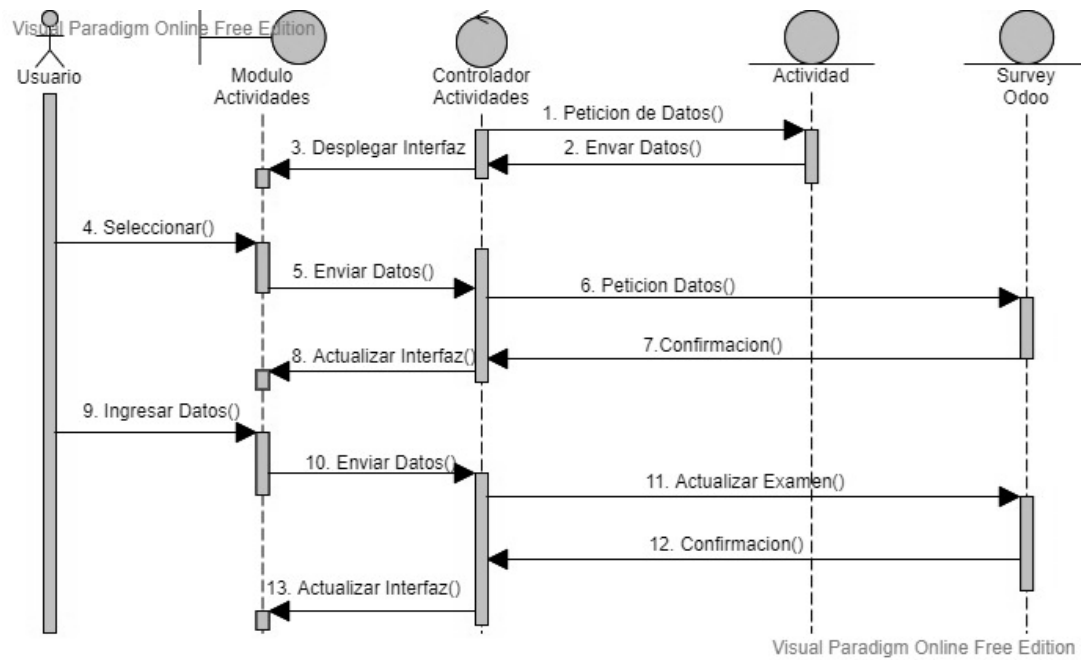 Visual Paradigm Online Free Edition
Usuario
Modulo
Actividades
Controlador
Actividades
Actividad
Survey
Odoo
1. Peticion de Datos()
2. Envar Datos()
3. Desplegar Interfaz
4. Seleccionar()
5. Enviar Datos()
6. Peticion Datos()
7.Confirmacion()
8. Actualizar Interfaz()
9. Ingresar Datos()
10. Enviar Datos()
11. Actualizar Examen()
12. Confirmacion()
13. Actualizar Interfaz()
Visual Paradigm Online Free Edition